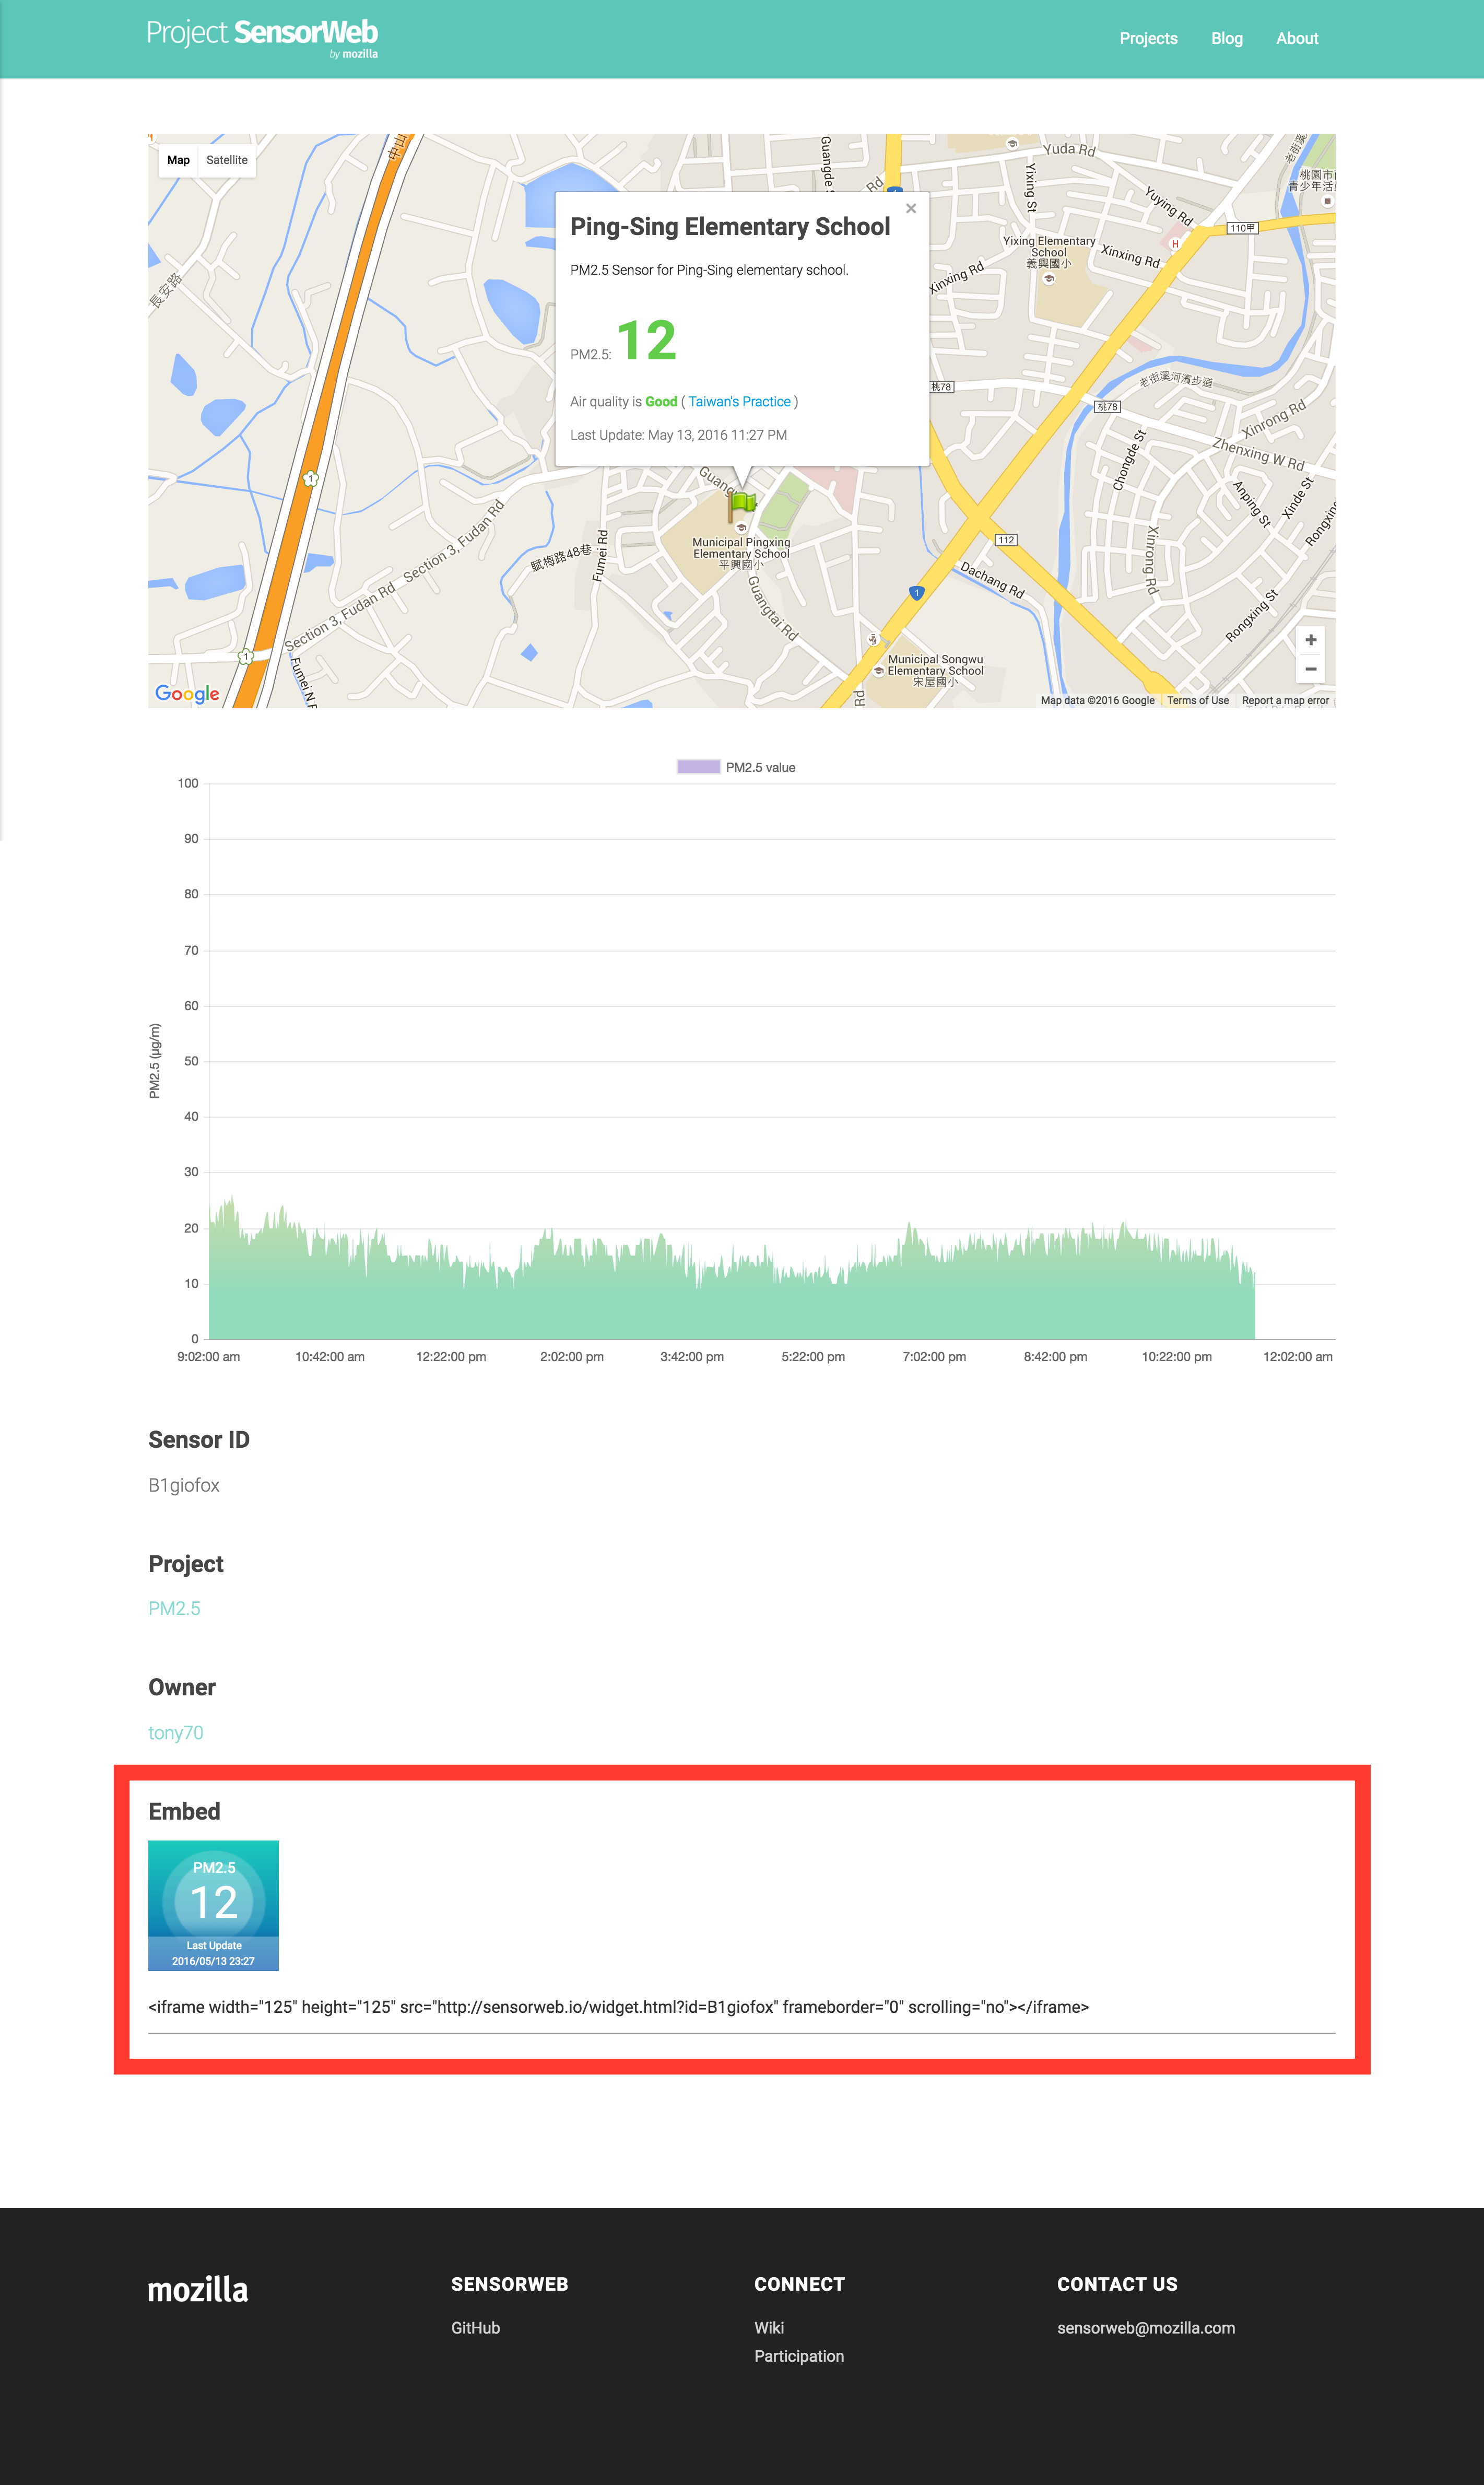 Project SensorWeb
by mozilla
Projects
Blog
About
Map
Satellite
中山
長安路
Guangde S
Rd
Yuda Rd
Yixing St
Yuying Rd
老街溪
桃園市
青少年活
110甲
H
Yixing Elementary
School
義興國小
Xinxing Rd
Xinxing Rd
Ping-Sing Elementary School
PM2.5 Sensor for Ping-Sing elementary school.
PM2.5: 12
Air quality is Good ( Taiwan's Practice )
Last Update: May 13, 2016 11:27 PM
桃78
桃78
老街溪河濱步道
Xinrong Rd
Zhenxing W Rd
Chongde St
Anping St
Xinde St
Rongxing
Xinrong Rd
Rongxing St
1
Guang
Section 3, Fudan Rd
Section 3, Fudan Rd
賦梅路48巷
Fumei Rd
Municipal Pingxing
Elementary School
平興國小
Guangtai Rd
112
Dachang Rd
1
1
Fumei N
Municipal Songwu
Elementary School
宋屋國小
Rd
+
−
Google
Map data ©2016 Google
Terms of Use
Report a map error
PM2.5 value
100
90
80
70
60
50
40
30
20
10
0
PM2.5 (µg/m)
9:02:00 am
10:42:00 am
12:22:00 pm
2:02:00 pm
3:42:00 pm
5:22:00 pm
7:02:00 pm
8:42:00 pm
10:22:00 pm
12:02:00 am
Sensor ID
B1giofox
Project
PM2.5
Owner
tony70
Embed
PM2.5
12
Last Update
2016/05/13 23:27
<iframe width="125" height="125" src="http://sensorweb.io/widget.html?id=B1giofox" frameborder="0" scrolling="no"></iframe>
mozilla
SENSORWEB
GitHub
CONNECT
Wiki
Participation
CONTACT US
sensorweb@mozilla.com